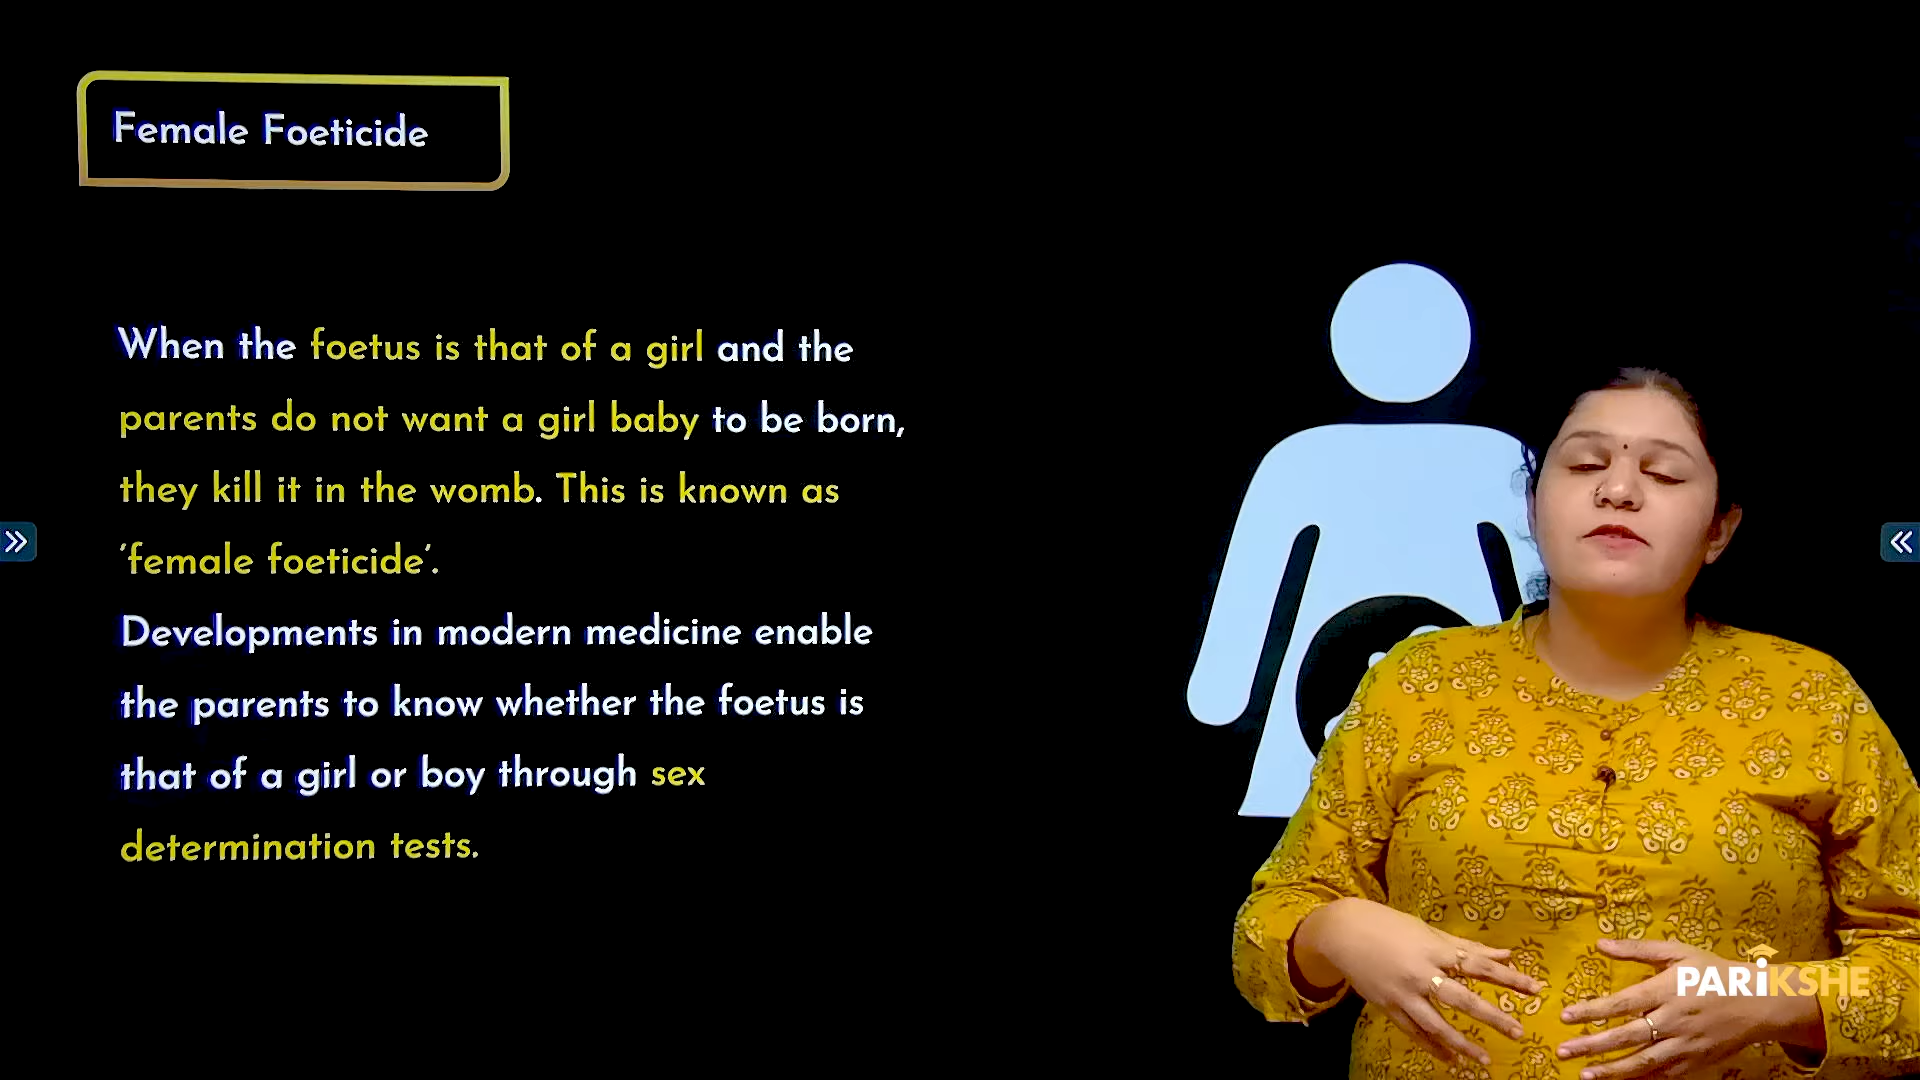 Female Foeticide
When the foetus is that of a girl and the
parents do not want a girl baby to be born,
they kill it in the womb. This is known as
‘female foeticide’.
Developments in modern medicine enable
the parents to know whether the foetus is
that of a girl or boy through sex
determination tests.
PARiKSHE